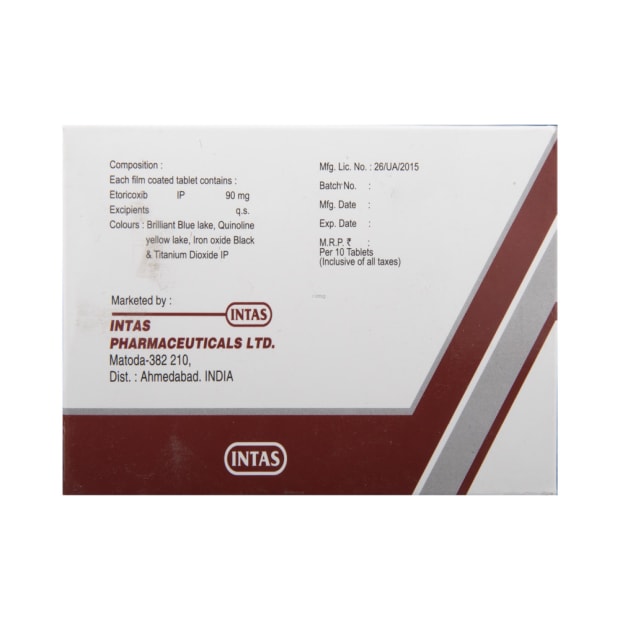 Composition :
Each film coated tablet contains :
Etoricoxib IP 90 mg
Excipients q.s.
Colours : Brilliant Blue lake, Quinoline
yellow lake, Iron oxide Black
& Titanium Dioxide IP
Mfg. Lic. No. : 26/UA/2015
Batch No. :
Mfg. Date :
Exp. Date :
M.R.P. ₹ :
Per 10 Tablets
(Inclusive of all taxes)
Marketed by :
INTAS
INTAS
PHARMACEUTICALS LTD.
Matoda-382 210,
Dist. : Ahmedabad. INDIA
INTAS